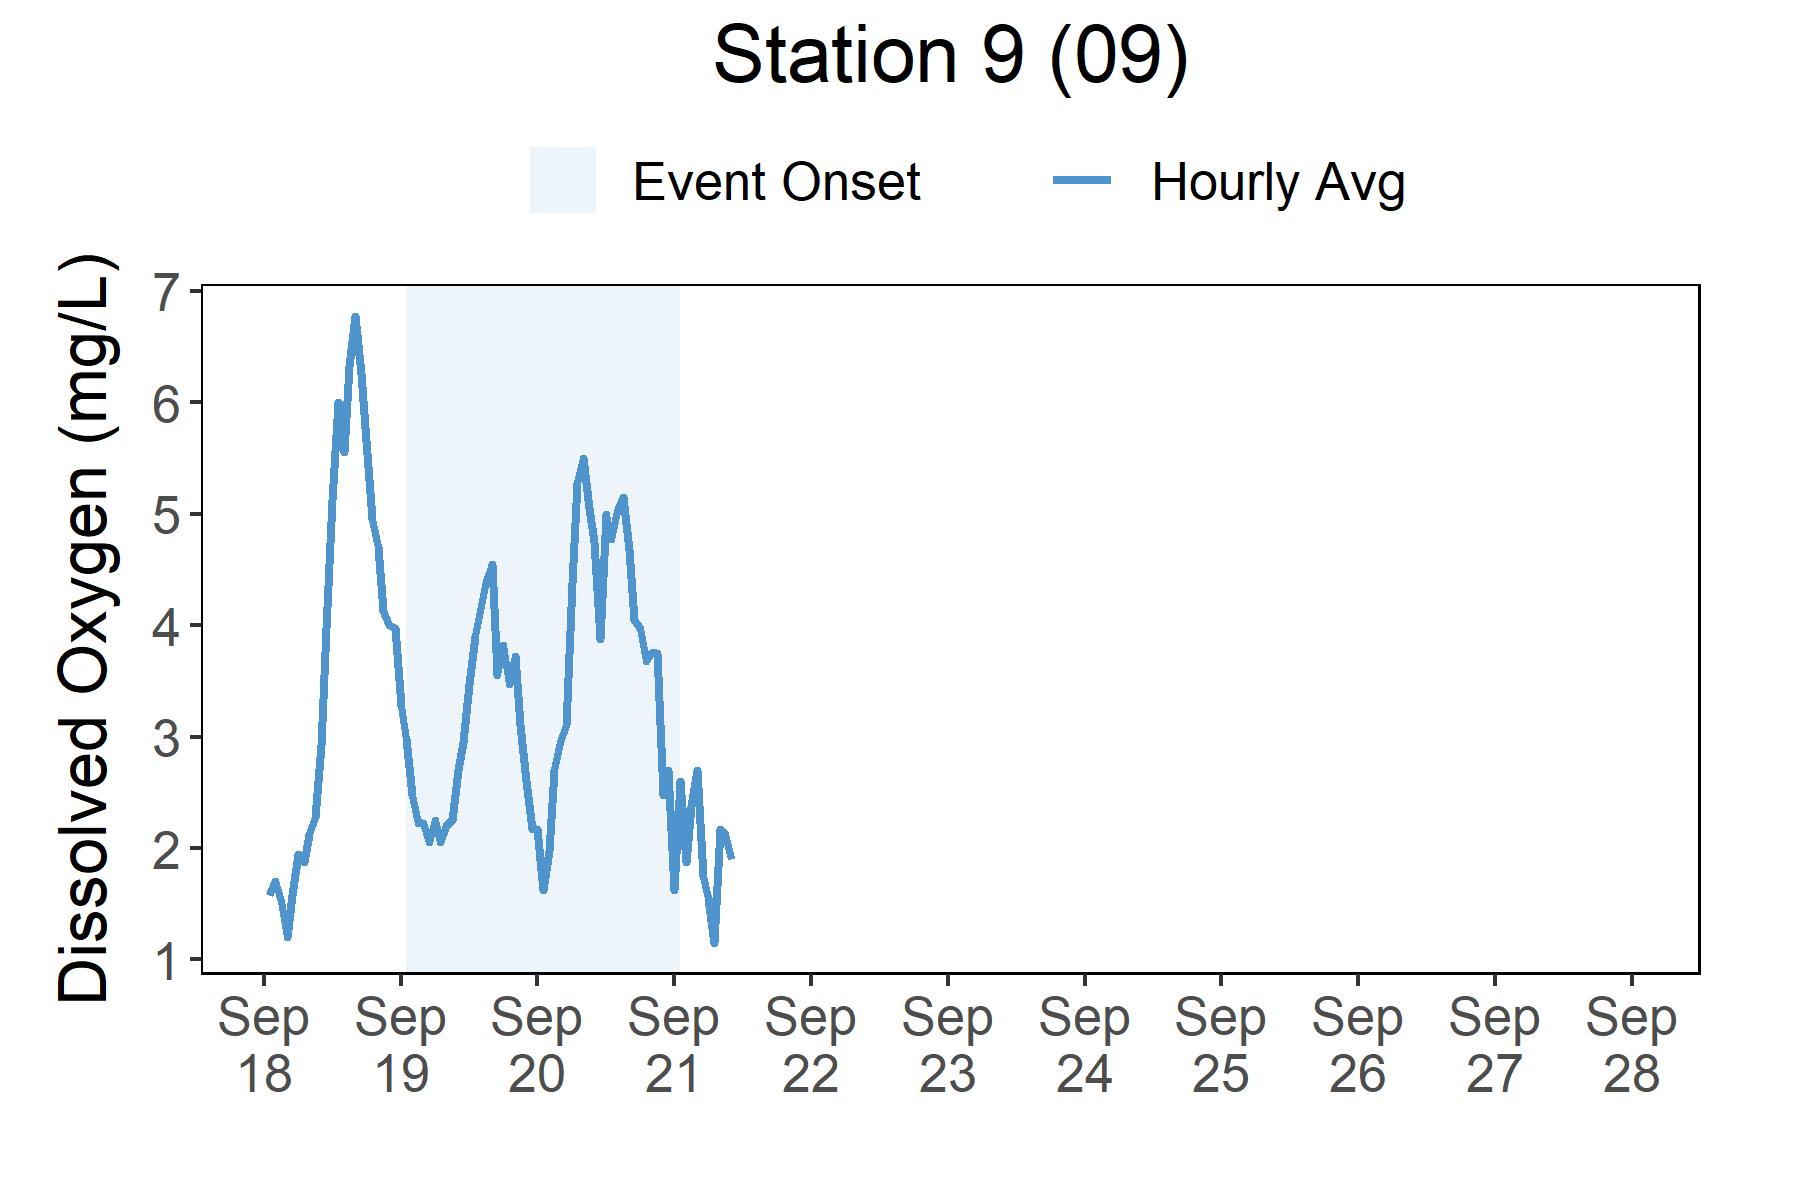 Station 9 (09)
Event Onset Hourly Avg
Dissolved Oxygen (mg/L)
7
6
5
4
3
2
1
Sep Sep Sep Sep Sep Sep Sep Sep Sep Sep Sep
18 19 20 21 22 23 24 25 26 27 28